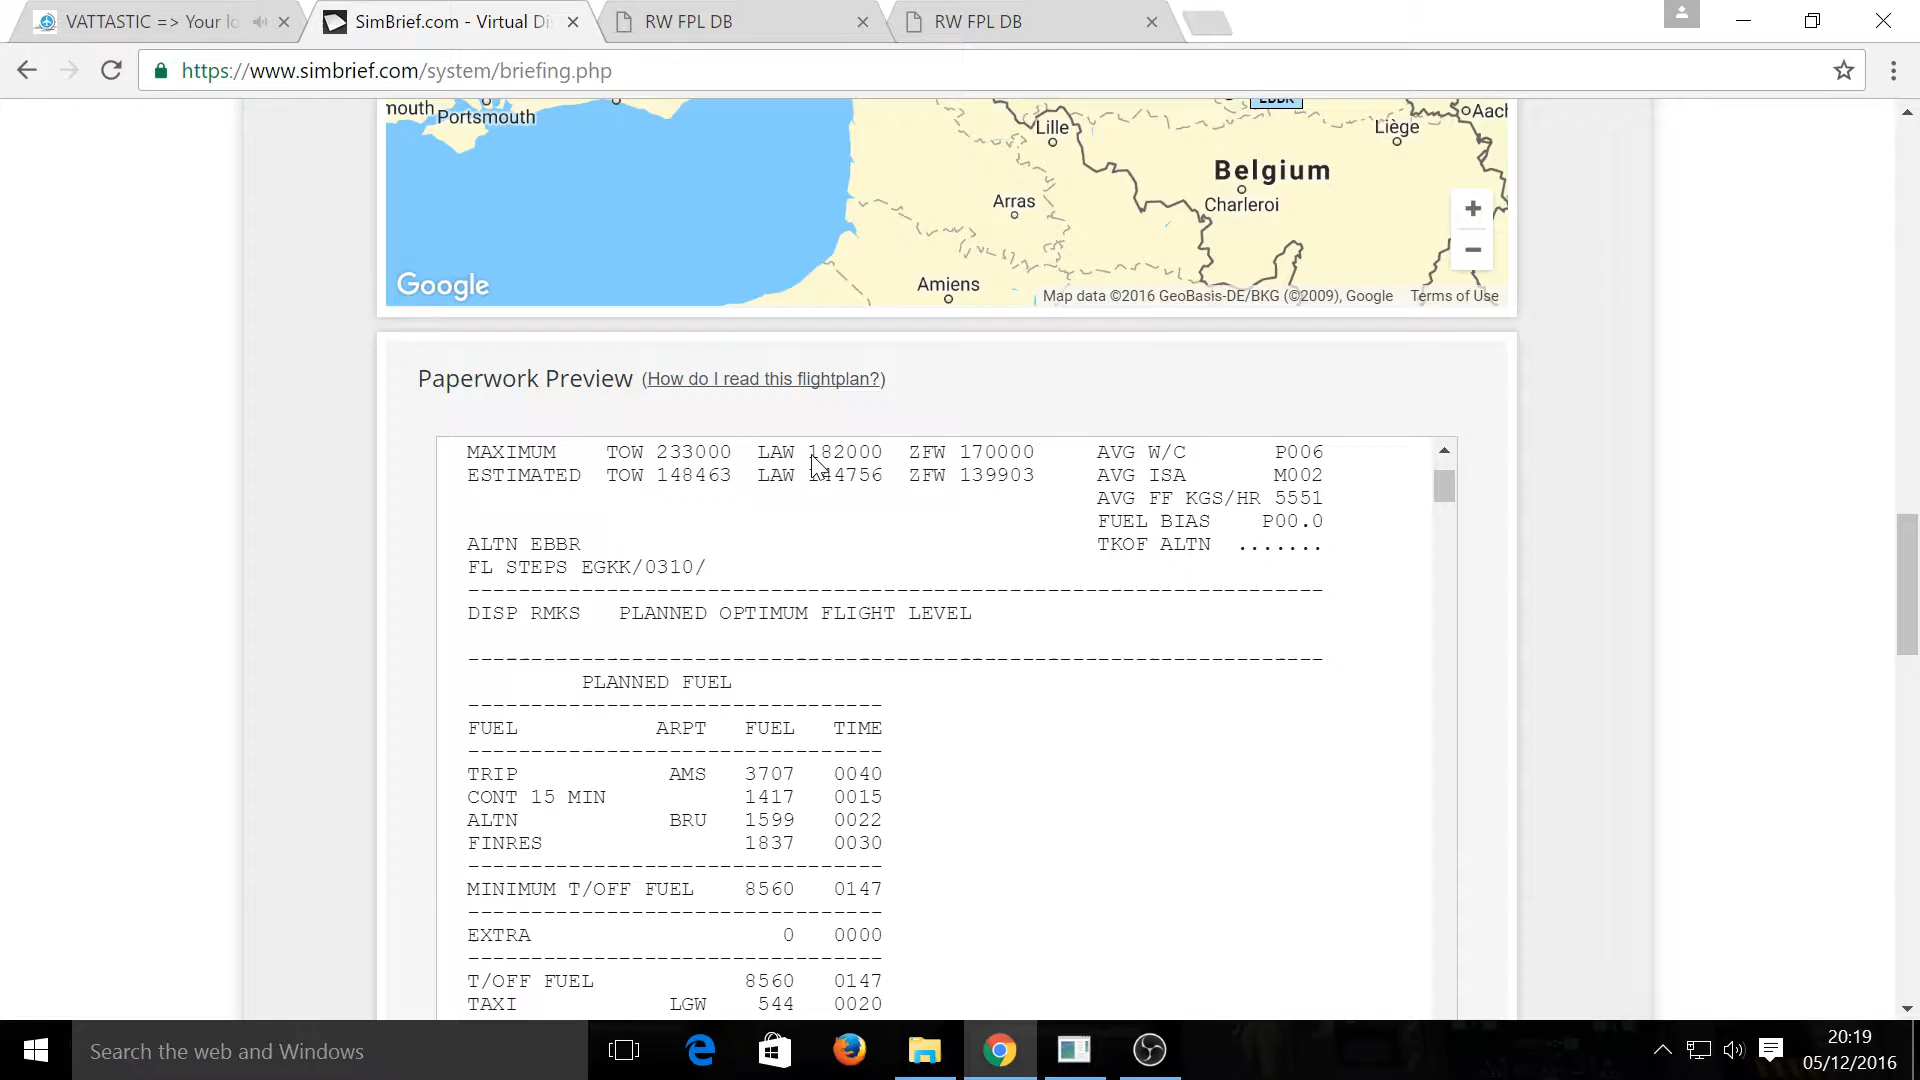 VATTASTIC => Your lo
SimBrief.com - Virtual Di
RW FPL DB
RW FPL DB
https://www.simbrief.com/system/briefing.php
mouth
Portsmouth
EBBR
Lille
Liège
Aach
Belgium
Arras
Charleroi
Amiens
+
−
Google
Map data ©2016 GeoBasis-DE/BKG (©2009), Google Terms of Use
Paperwork Preview (How do I read this flightplan?)
MAXIMUM TOW 233000 LAW 182000 ZFW 170000 AVG W/C P006
ESTIMATED TOW 148463 LAW 144756 ZFW 139903 AVG ISA M002
AVG FF KGS/HR 5551
FUEL BIAS P00.0
ALTN EBBR TKOF ALTN .......
FL STEPS EGKK/0310/
--------------------------------------------------------------------
DISP RMKS PLANNED OPTIMUM FLIGHT LEVEL
--------------------------------------------------------------------
PLANNED FUEL
---------------------------------
FUEL ARPT FUEL TIME
---------------------------------
TRIP AMS 3707 0040
CONT 15 MIN 1417 0015
ALTN BRU 1599 0022
FINRES 1837 0030
---------------------------------
MINIMUM T/OFF FUEL 8560 0147
---------------------------------
EXTRA 0 0000
---------------------------------
T/OFF FUEL 8560 0147
TAXI LGW 544 0020
Search the web and Windows
20:19
05/12/2016